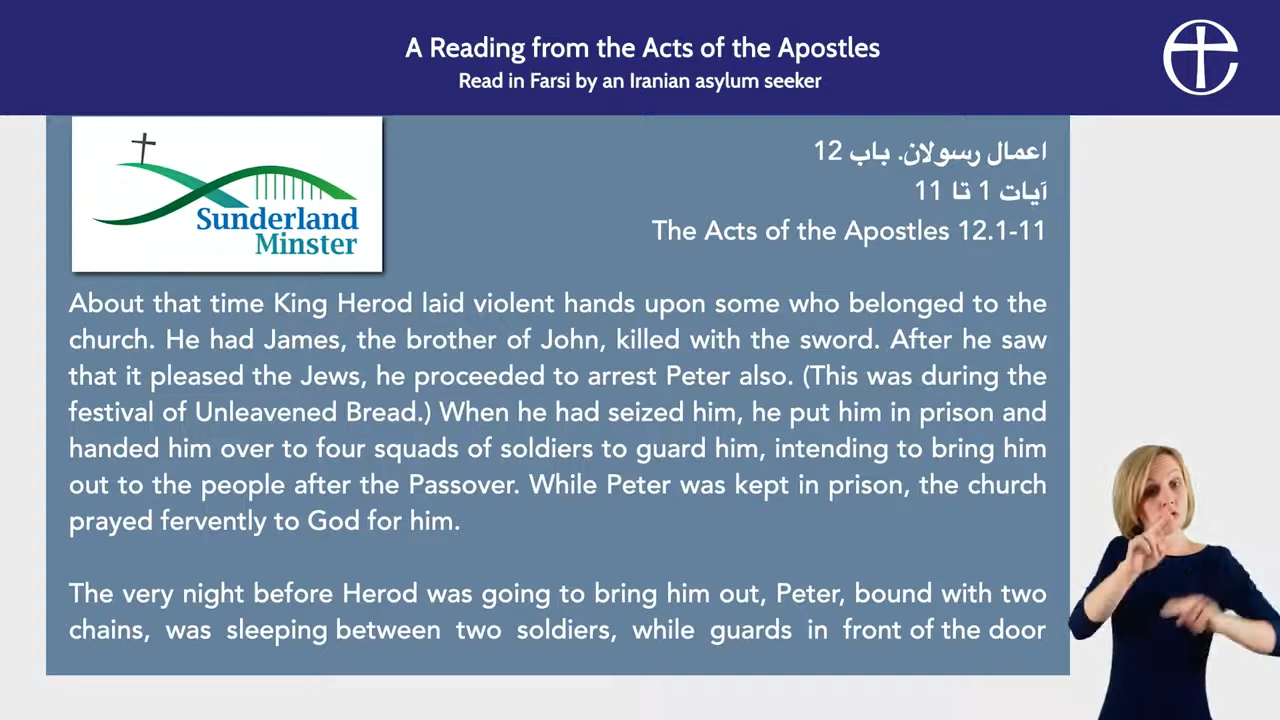 A Reading from the Acts of the Apostles
Read in Farsi by an Iranian asylum seeker
Sunderland
Minster
اعمال رسولان. باب 12
آیات 1 تا 11
The Acts of the Apostles 12.1-11
About that time King Herod laid violent hands upon some who belonged to the
church. He had James, the brother of John, killed with the sword. After he saw
that it pleased the Jews, he proceeded to arrest Peter also. (This was during the
festival of Unleavened Bread.) When he had seized him, he put him in prison and
handed him over to four squads of soldiers to guard him, intending to bring him
out to the people after the Passover. While Peter was kept in prison, the church
prayed fervently to God for him.
The very night before Herod was going to bring him out, Peter, bound with two
chains, was sleeping between two soldiers, while guards in front of the door